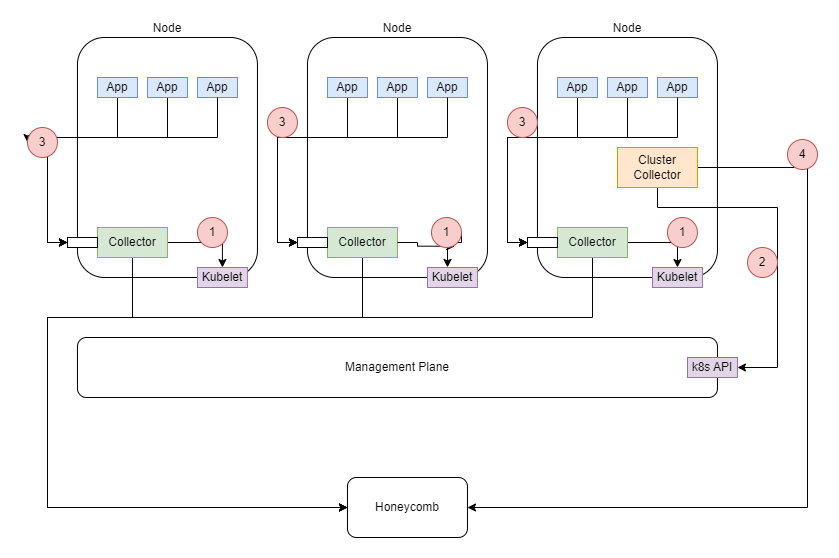 Node
Node
Node
App
App
App
App
App
App
App
App
App
3
3
3
4
Cluster
Collector
Collector
1
Collector
1
Collector
1
2
Kubelet
Kubelet
Kubelet
Management Plane
k8s API
Honeycomb